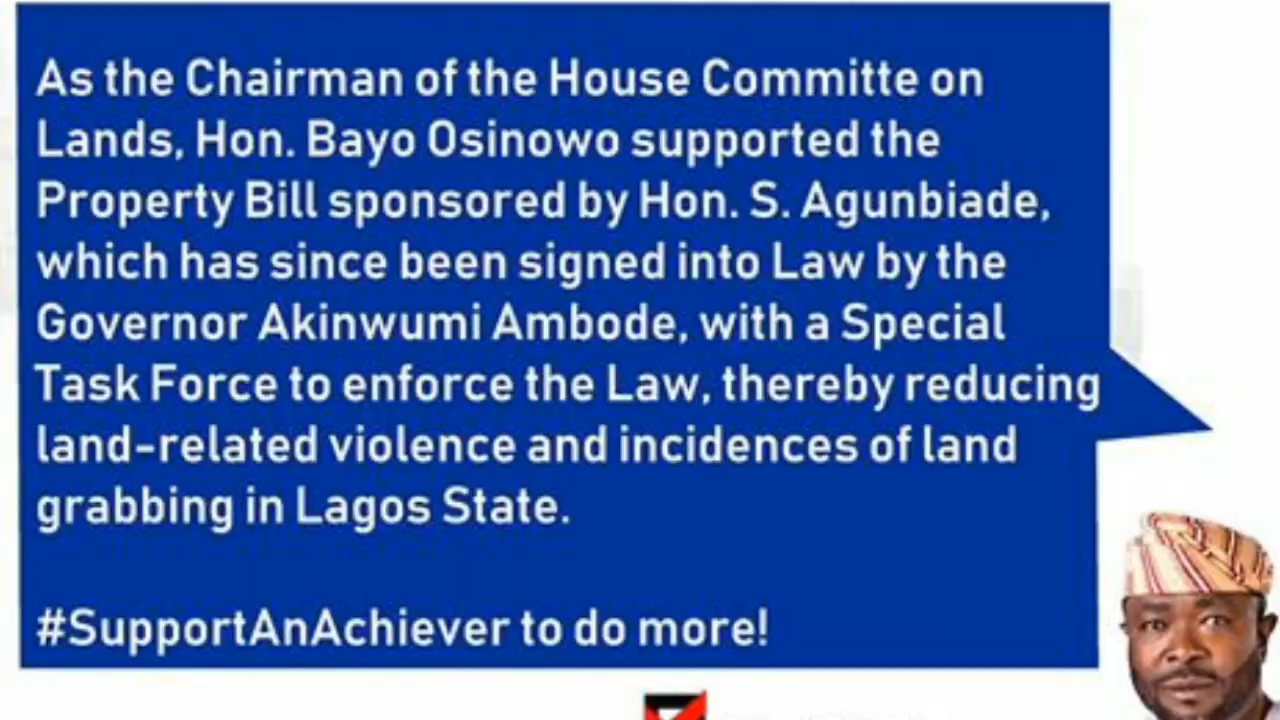 As the Chairman of the House Committe on
Lands, Hon. Bayo Osinowo supported the
Property Bill sponsored by Hon. S. Agunbiade,
which has since been signed into Law by the
Governor Akinwumi Ambode, with a Special
Task Force to enforce the Law, thereby reducing
land-related violence and incidences of land
grabbing in Lagos State.
#SupportAnAchiever to do more!